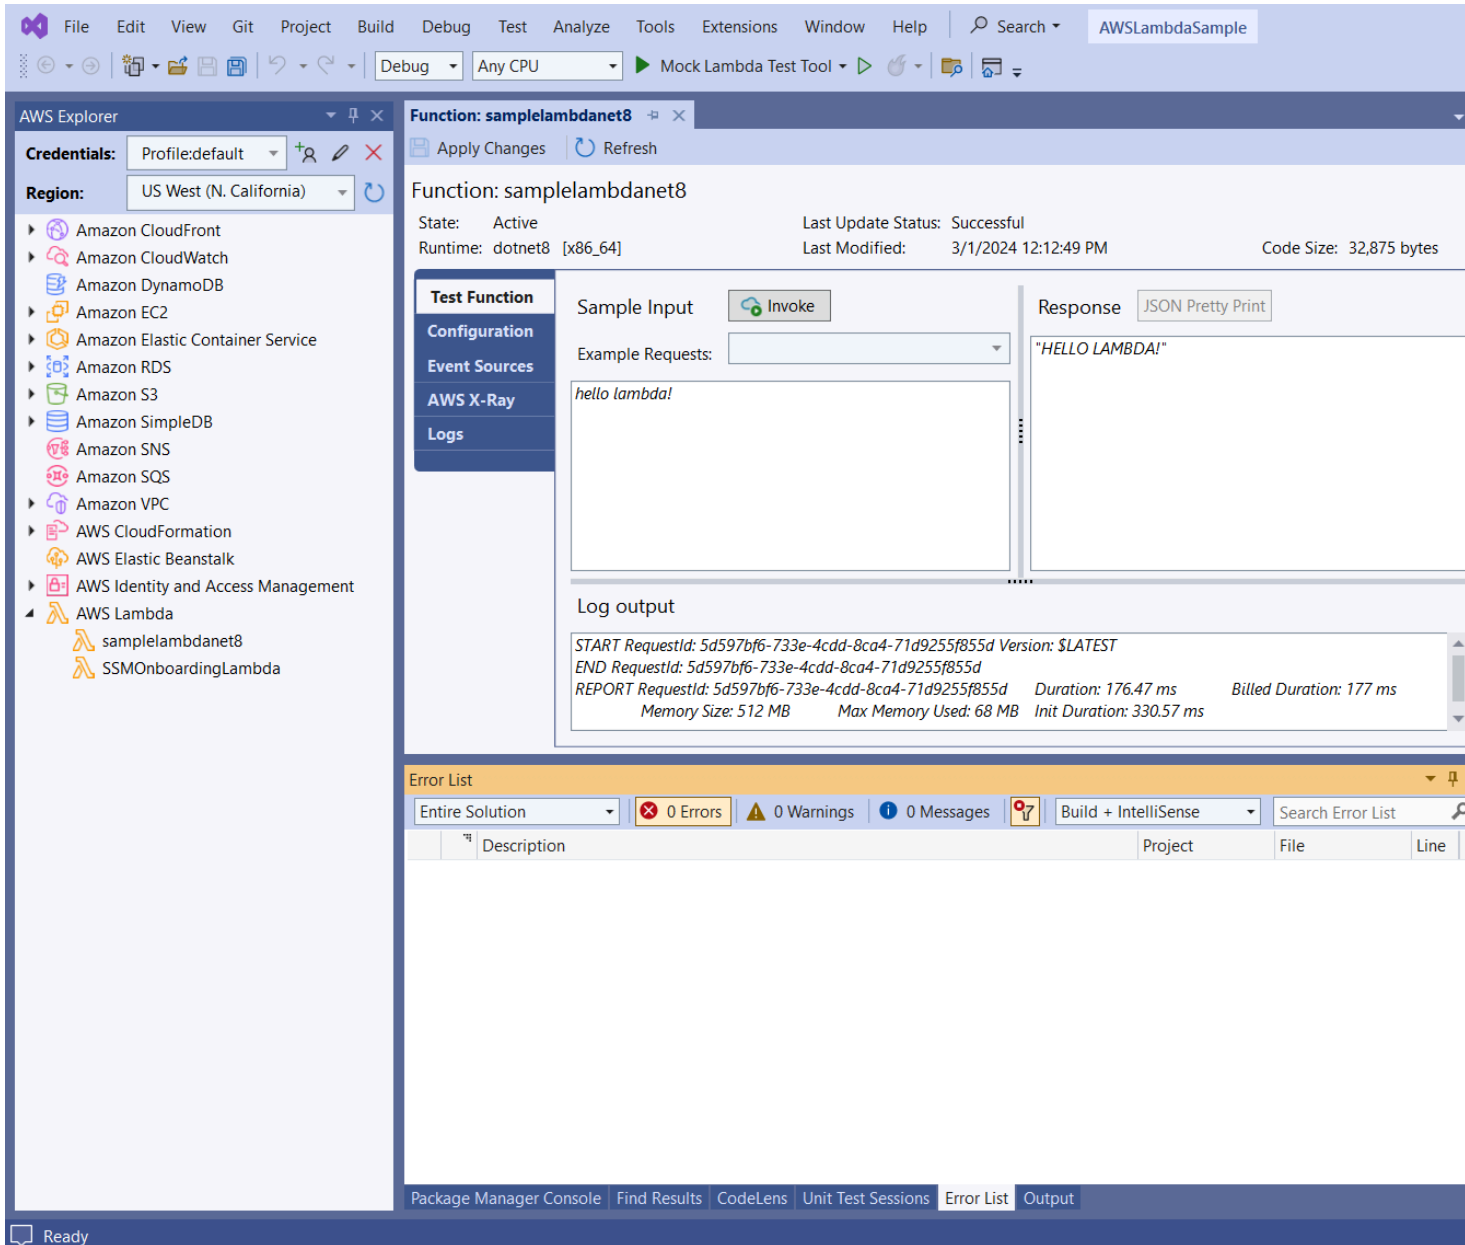 File Edit View Git Project Build Debug Test Analyze Tools Extensions Window Help Search AWSLambdaSample
Debug Any CPU Mock Lambda Test Tool
AWS Explorer
Credentials: Profile:default
Region: US West (N. California)
Amazon CloudFront
Amazon CloudWatch
Amazon DynamoDB
Amazon EC2
Amazon Elastic Container Service
Amazon RDS
Amazon S3
Amazon SimpleDB
Amazon SNS
Amazon SQS
Amazon VPC
AWS CloudFormation
AWS Elastic Beanstalk
AWS Identity and Access Management
AWS Lambda
samplelambdanet8
SSMOnboardingLambda
Function: samplelambdanet8
Apply Changes Refresh
Function: samplelambdanet8
State: Active Last Update Status: Successful
Runtime: dotnet8 [x86_64] Last Modified: 3/1/2024 12:12:49 PM Code Size: 32,875 bytes
Test Function
Configuration
Event Sources
AWS X-Ray
Logs
Sample Input Invoke
Example Requests:
hello lambda!
Response JSON Pretty Print
"HELLO LAMBDA!"
Log output
START RequestId: 5d597bf6-733e-4cdd-8ca4-71d9255f855d Version: $LATEST
END RequestId: 5d597bf6-733e-4cdd-8ca4-71d9255f855d
REPORT RequestId: 5d597bf6-733e-4cdd-8ca4-71d9255f855d Duration: 176.47 ms Billed Duration: 177 ms
Memory Size: 512 MB Max Memory Used: 68 MB Init Duration: 330.57 ms
Error List
Entire Solution 0 Errors 0 Warnings 0 Messages Build + IntelliSense Search Error List
Description Project File Line
Package Manager Console Find Results CodeLens Unit Test Sessions Error List Output
Ready